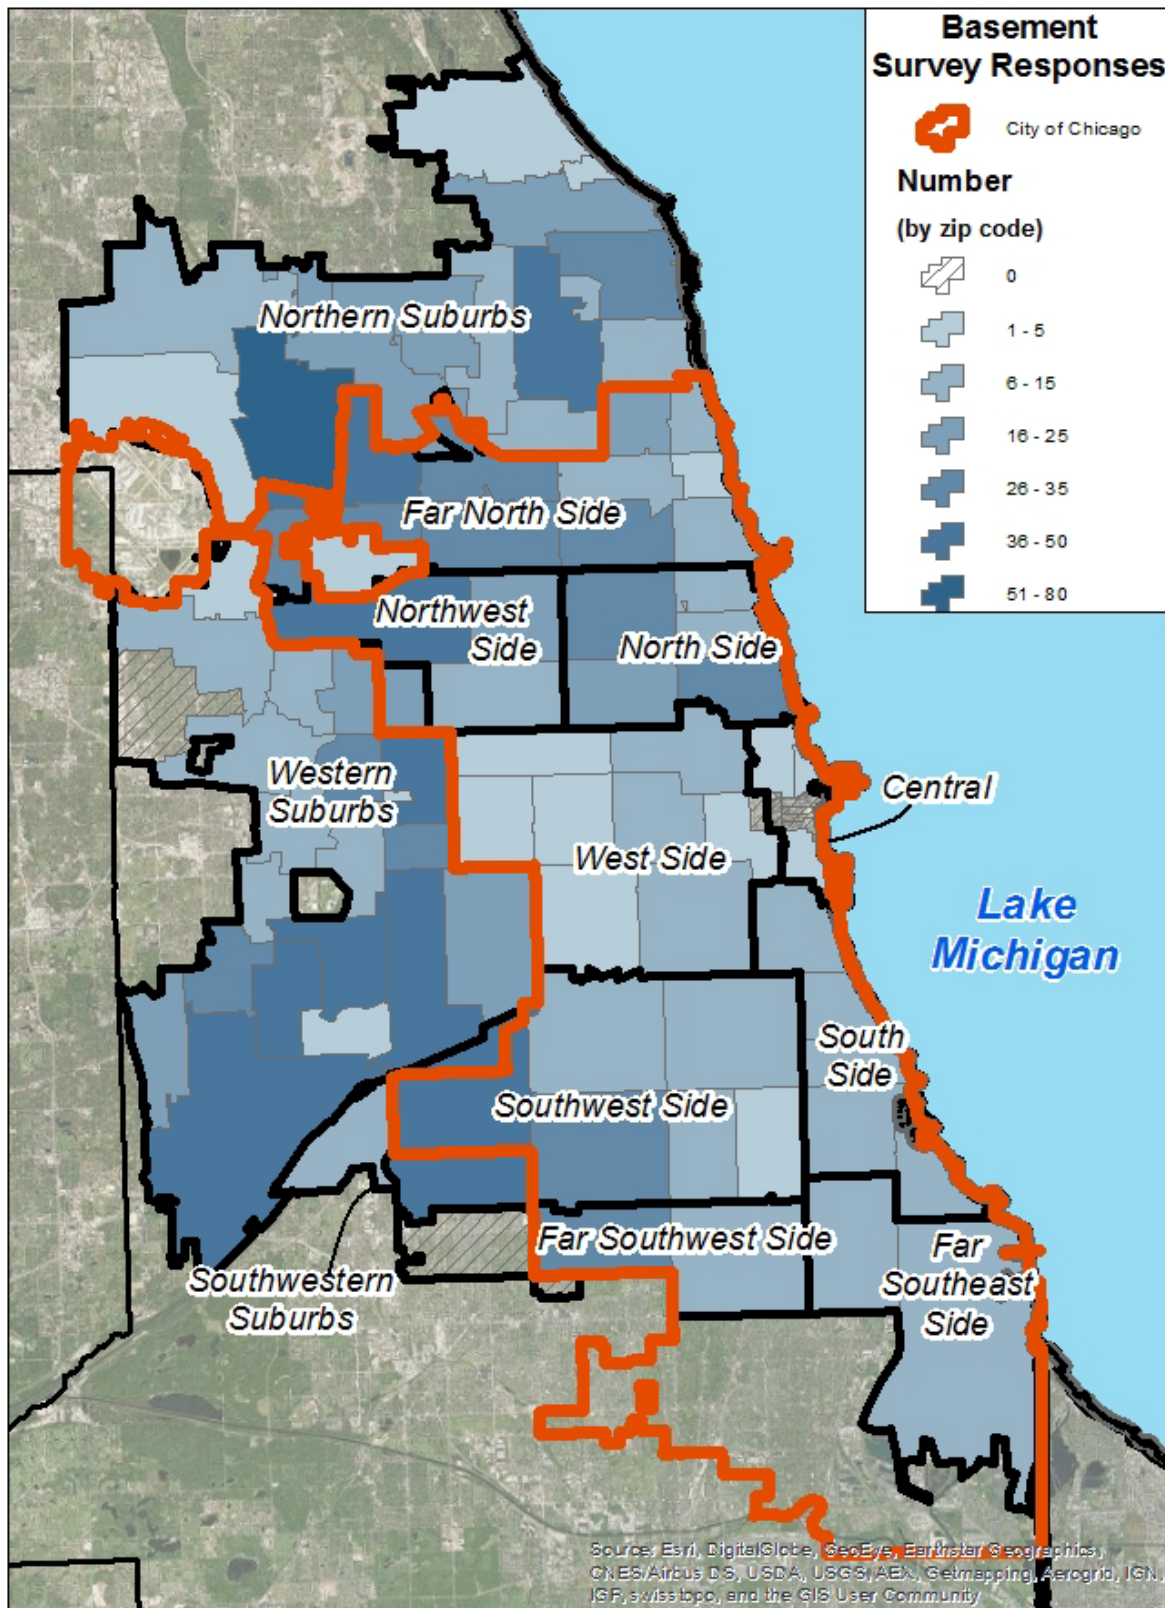 Basement
Survey Responses
City of Chicago
Number
(by zip code)
0
1 - 5
6 - 15
16 - 25
26 - 35
36 - 50
51 - 80
Northern Suburbs
Far North Side
Northwest
Side
North Side
Western
Suburbs
Central
West Side
Lake
Michigan
South
Side
Southwest Side
Far Southwest Side
Far
Southeast
Side
Southwestern
Suburbs
Source: Esri, DigitalGlobe, GeoEye, Earthstar Geographics,
CNES/Airbus DS, USDA, USGS, AEX, Getmapping, Aerogrid, IGN,
IGP, swisstopo, and the GIS User Community